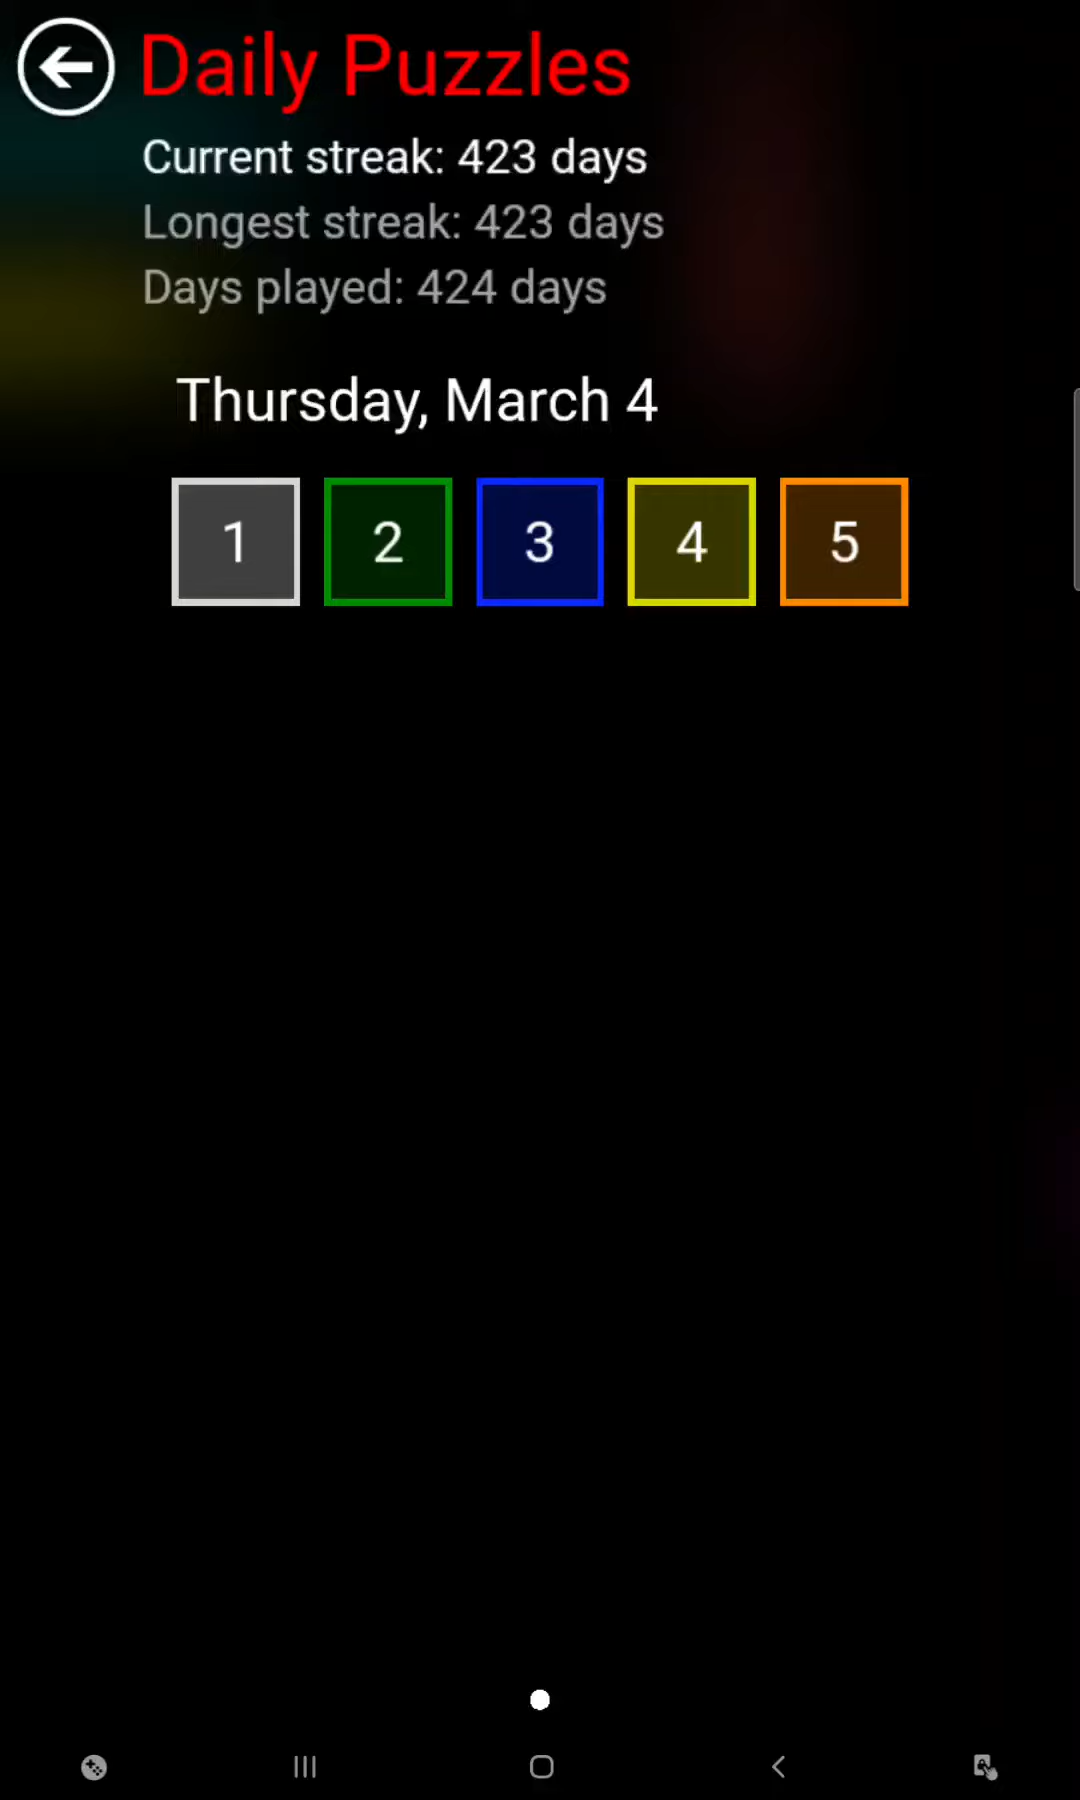 Daily Puzzles
Current streak: 423 days
Longest streak: 423 days
Days played: 424 days
Thursday, March 4
1 2 3 4 5